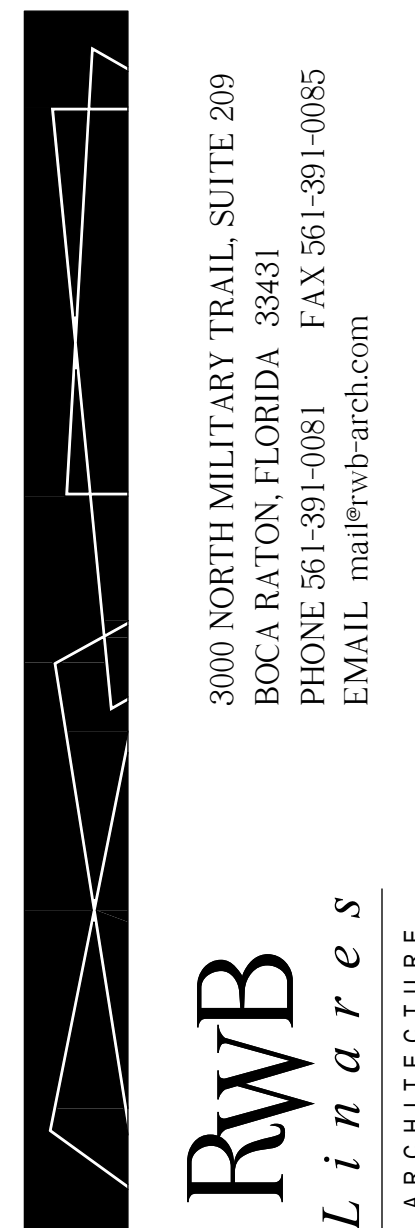 3000 NORTH MILITARY TRAIL, SUITE 209
BOCA RATON, FLORIDA 33431
PHONE 561-391-0081 FAX 561-391-0085
EMAIL mail@rwb-arch.com
RWB
Linares
ARCHITECTURE